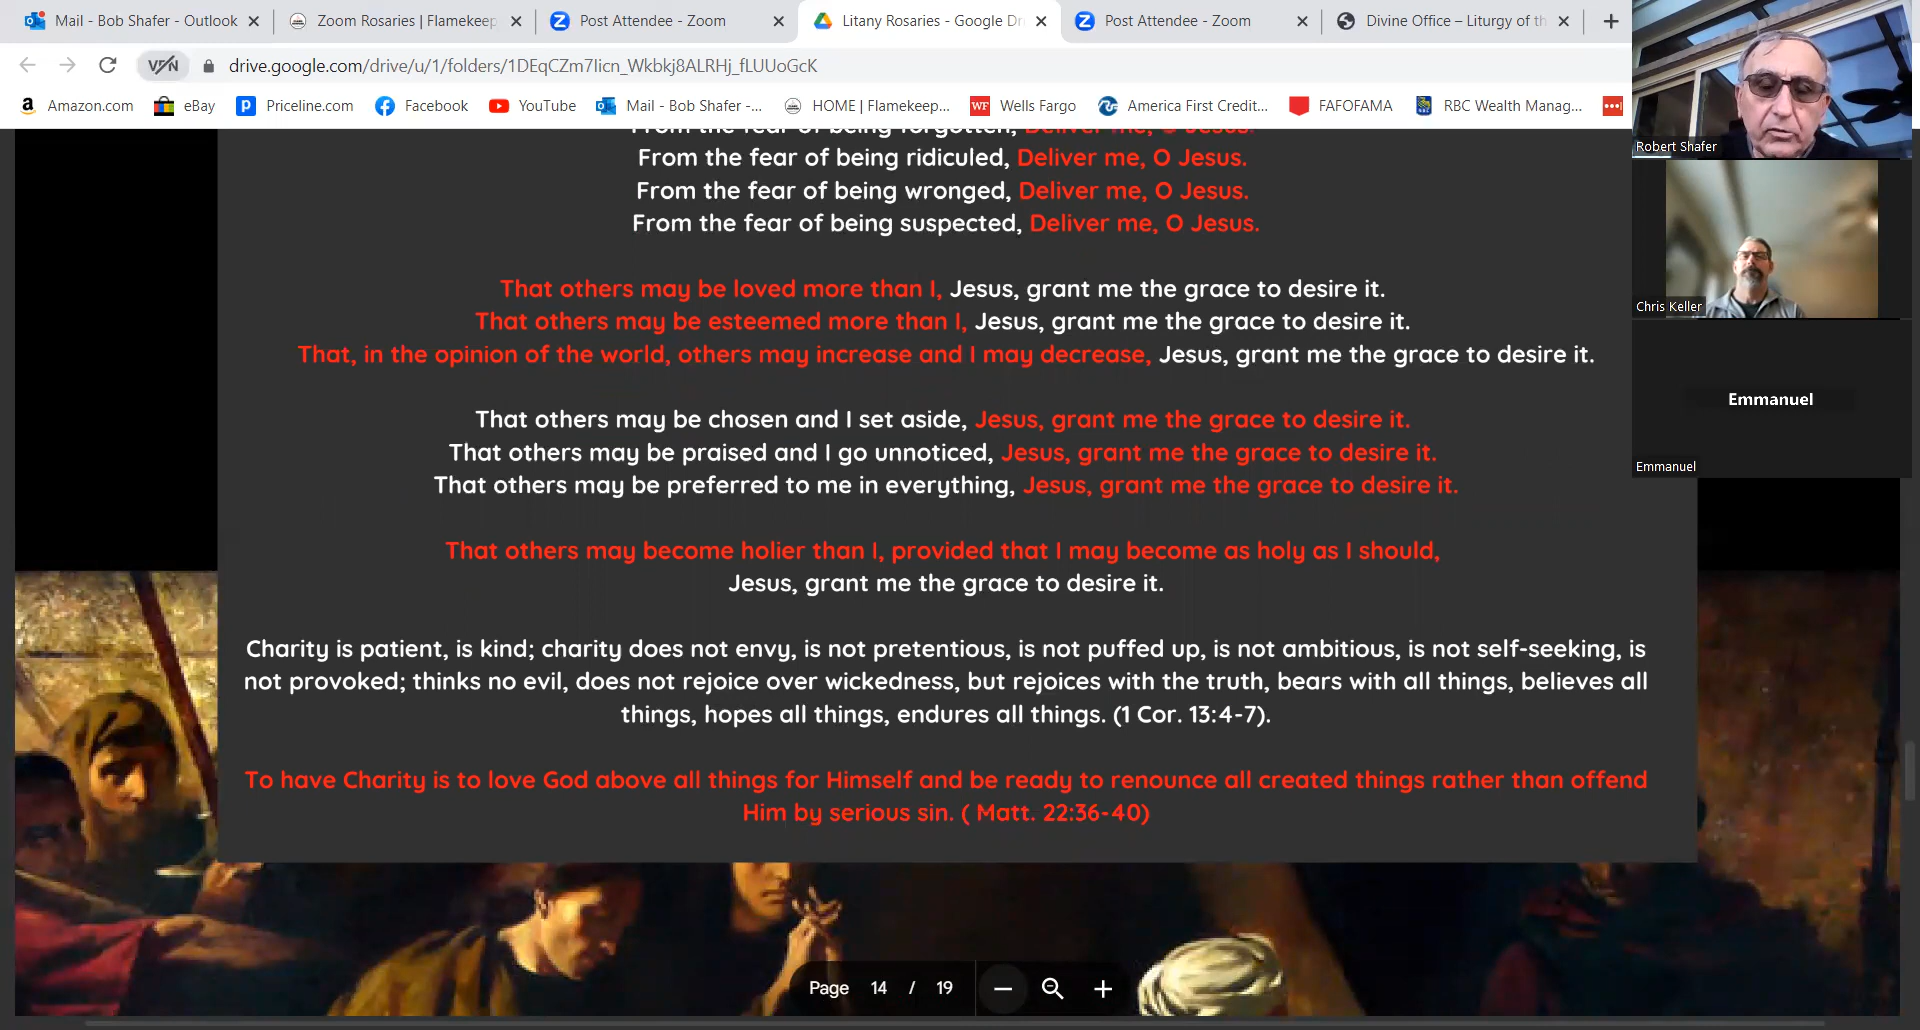 Mail - Bob Shafer - Outlook
Zoom Rosaries | Flamekeep
Post Attendee - Zoom
Litany Rosaries - Google Dr
Post Attendee - Zoom
Divine Office – Liturgy of th
VPN
drive.google.com/drive/u/1/folders/1DEqCZm7Iicn_Wkbkj8ALRHj_fLUUoGcK
Amazon.com
eBay
Priceline.com
Facebook
YouTube
Mail - Bob Shafer -...
HOME | Flamekeep...
Wells Fargo
America First Credit...
FAFOFAMA
RBC Wealth Manag...
From the fear of being forgotten, Deliver me, O Jesus.
From the fear of being ridiculed, Deliver me, O Jesus.
From the fear of being wronged, Deliver me, O Jesus.
From the fear of being suspected, Deliver me, O Jesus.
That others may be loved more than I, Jesus, grant me the grace to desire it.
That others may be esteemed more than I, Jesus, grant me the grace to desire it.
That, in the opinion of the world, others may increase and I may decrease, Jesus, grant me the grace to desire it.
That others may be chosen and I set aside, Jesus, grant me the grace to desire it.
That others may be praised and I go unnoticed, Jesus, grant me the grace to desire it.
That others may be preferred to me in everything, Jesus, grant me the grace to desire it.
That others may become holier than I, provided that I may become as holy as I should,
Jesus, grant me the grace to desire it.
Charity is patient, is kind; charity does not envy, is not pretentious, is not puffed up, is not ambitious, is not self-seeking, is
not provoked; thinks no evil, does not rejoice over wickedness, but rejoices with the truth, bears with all things, believes all
things, hopes all things, endures all things. (1 Cor. 13:4-7).
To have Charity is to love God above all things for Himself and be ready to renounce all created things rather than offend
Him by serious sin. ( Matt. 22:36-40)
Page 14 / 19
Robert Shafer
Chris Keller
Emmanuel
Emmanuel